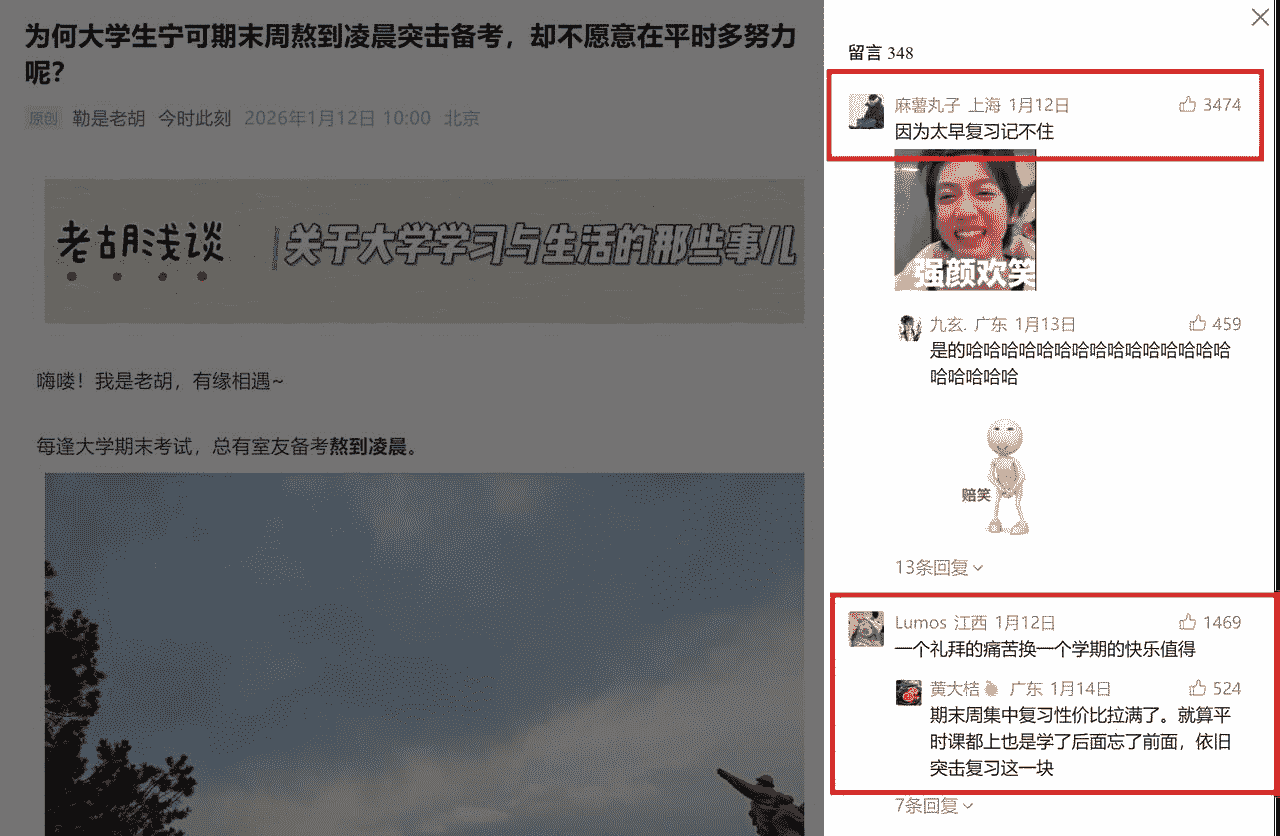 为何大学生宁可期末周熬到凌晨突击备考，却不愿意在平时多努力
呢？
原创 勒是老胡 今时此刻 2026年1月12日 10:00 北京
老胡浅谈 关于大学学习与生活的那些事儿
嗨喽！我是老胡，有缘相遇~
每逢大学期末考试，总有室友备考熬到凌晨。
留言 348
麻薯丸子 上海 1月12日 3474
因为太早复习记不住
强颜欢笑
九玄. 广东 1月13日 459
是的哈哈哈哈哈哈哈哈哈哈哈哈哈哈哈
哈哈哈哈哈
赔笑
13条回复
Lumos 江西 1月12日 1469
一个礼拜的痛苦换一个学期的快乐值得
黄大桔 广东 1月14日 524
期末周集中复习性价比拉满了。就算平
时课都上也是学了后面忘了前面，依旧
突击复习这一块
7条回复